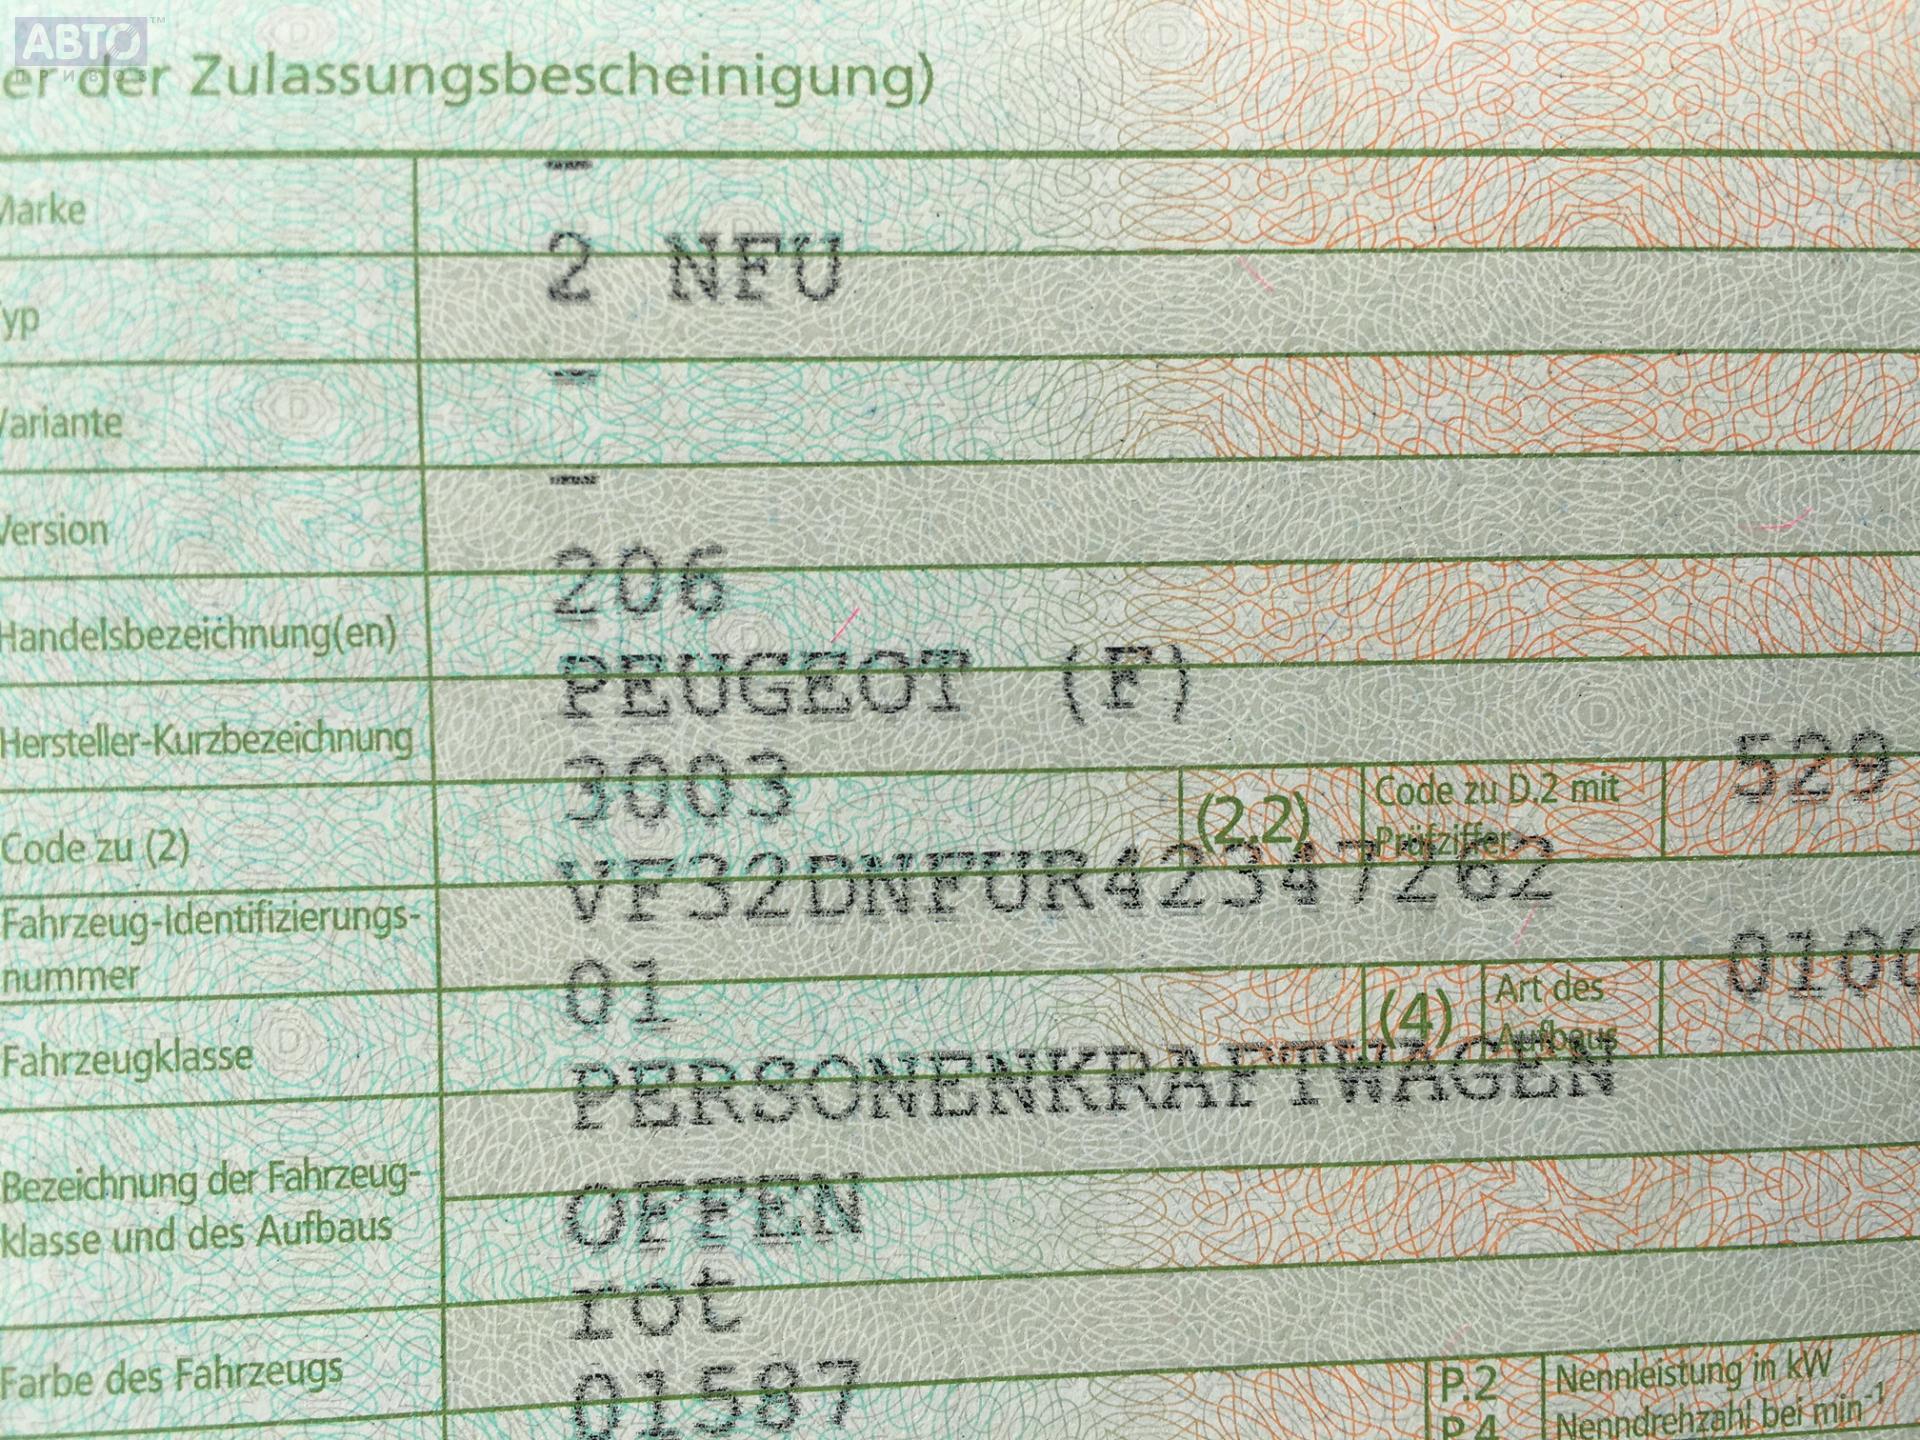 АВТО™
ПРИВОЗ
er der Zulassungsbescheinigung)
Marke
-
Typ
2 NFU
Variante
-
Version
-
Handelsbezeichnung(en)
206
Hersteller-Kurzbezeichnung
PEUGEOT (F)
Code zu (2)
3003
(2.2)
Code zu D.2 mit
Prüfziffer
529
Fahrzeug-Identifizierungs-
nummer
VF32DNFUR42347262
Fahrzeugklasse
01
(4)
Art des
Aufbaus
0100
Bezeichnung der Fahrzeug-
klasse und des Aufbaus
PERSONENKRAFTWAGEN
OFFEN
Farbe des Fahrzeugs
rot
01587
P.2
P.4
Nennleistung in kW
Nenndrehzahl bei min-1